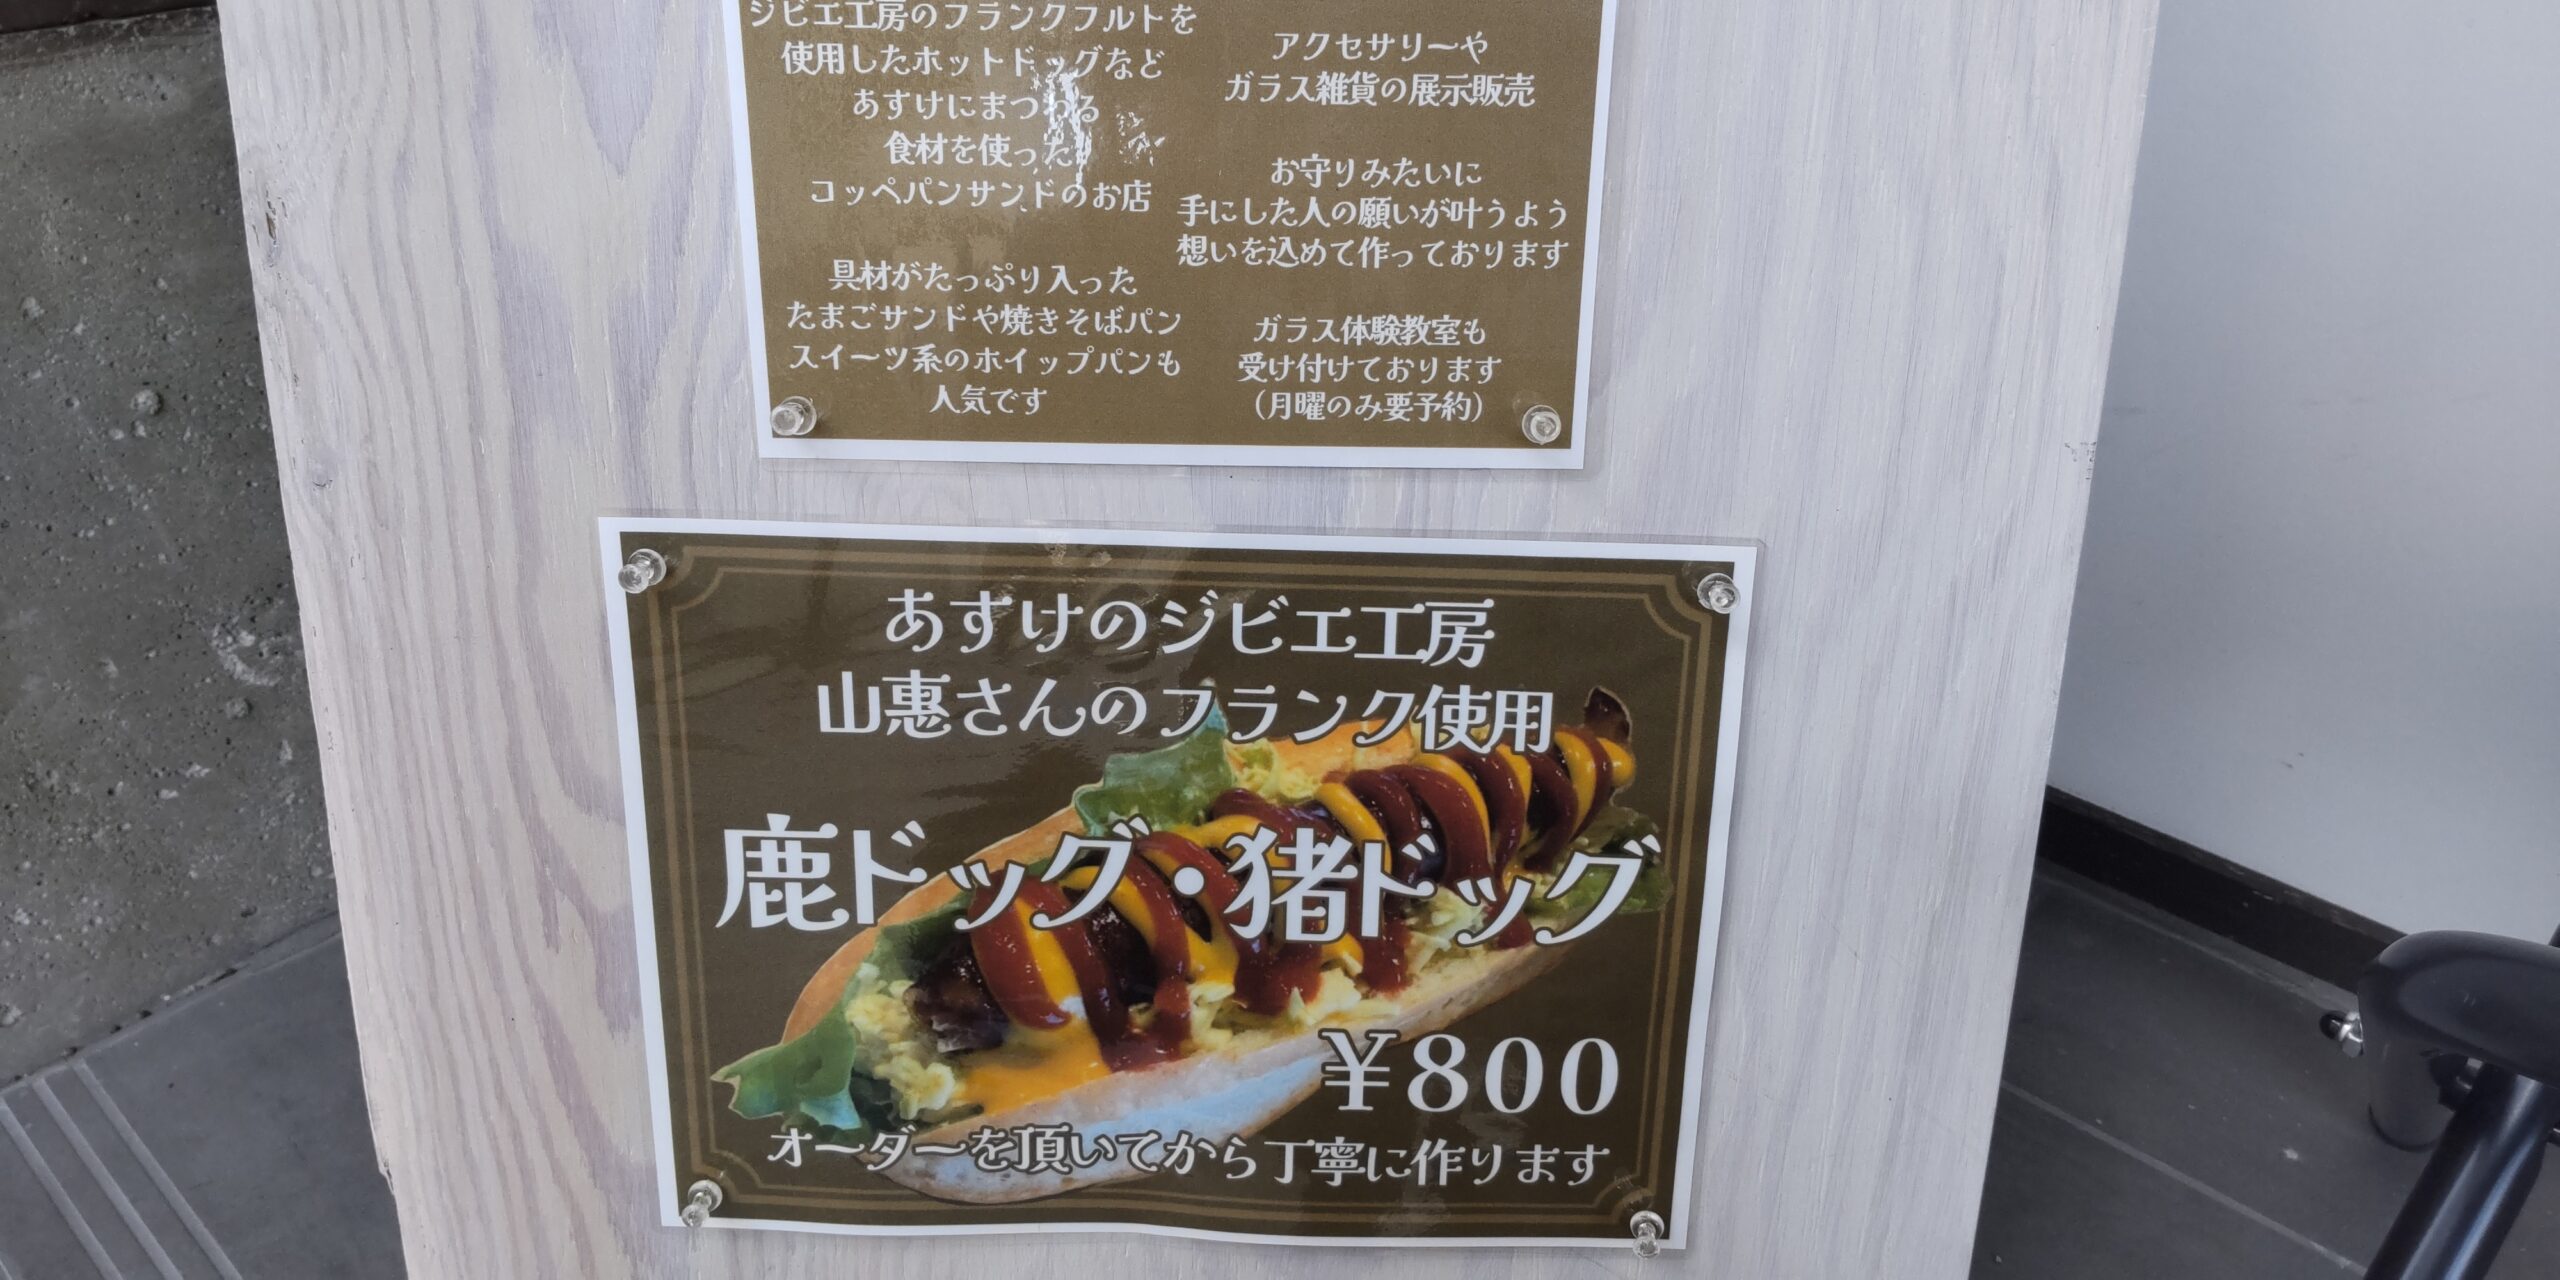 ジビエ工房のフランクフルトを
使用したホットドッグなど
あすけにまつわる
食材を使った
コッペパンサンドのお店
具材がたっぷり入った
たまごサンドや焼きそばパン
スイーツ系のホイップパンも
人気です
アクセサリーや
ガラス雑貨の展示販売
お守りみたいに
手にした人の願いが叶うよう
想いを込めて作っております
ガラス体験教室も
受け付けております
（月曜のみ要予約）
あすけのジビエ工房
山恵さんのフランク使用
鹿ドッグ・猪ドッグ
¥800
オーダーを頂いてから丁寧に作ります